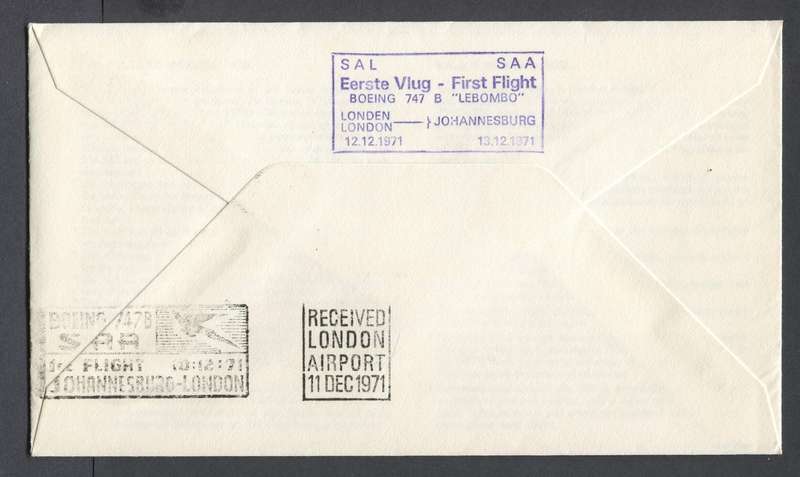 SAL SAA
Eerste Vlug - First Flight
BOEING 747 B "LEBOMBO"
LONDEN
LONDON —} JOHANNESBURG
12.12.1971 13.12.1971
BOEING 747B
SAA
1st FLIGHT 10:12:71
JOHANNESBURG-LONDON
RECEIVED
LONDON
AIRPORT
11 DEC 1971